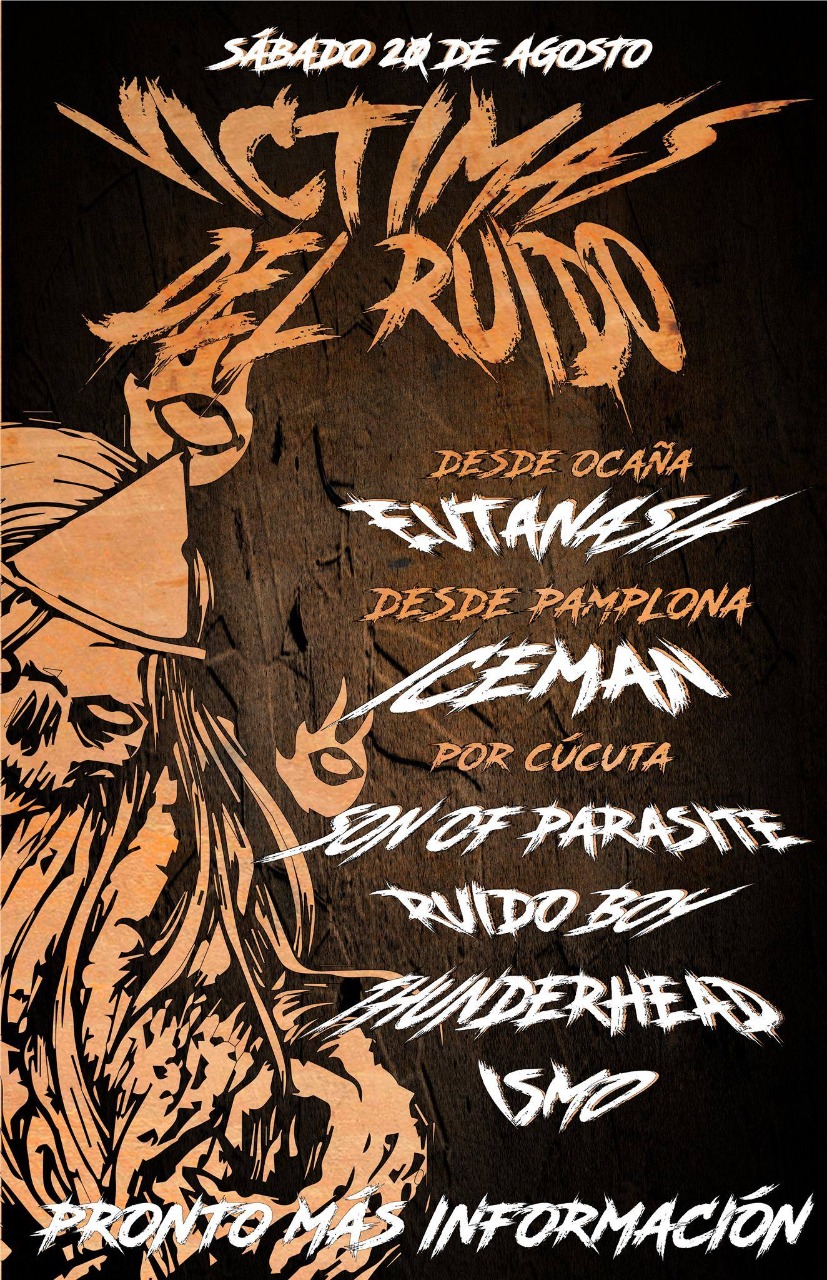 SÁBADO 20 DE AGOSTO
VICTIMAS
DEL RUIDO
DESDE OCAÑA
EUTANASIA
DESDE PAMPLONA
ICEMAN
POR CÚCUTA
SON OF PARASITE
RUIDO BOY
THUNDERHEAD
ISMO
PRONTO MÁS INFORMACIÓN